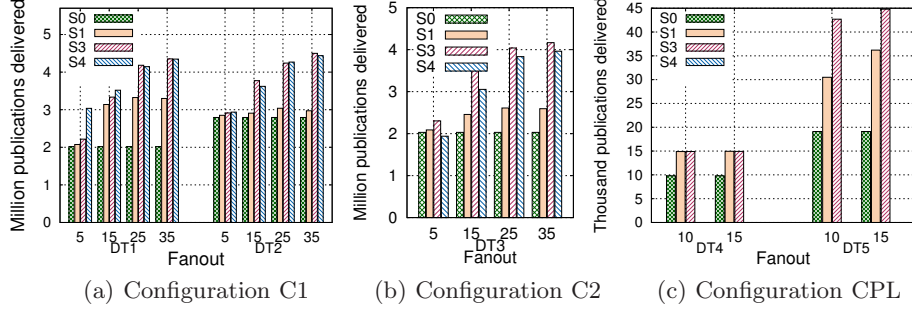 Million publications delivered
5
4
3
2
1
0
S0
S1
S3
S4
5 15 25 35 5 15 25 35
DT1 DT2
Fanout
(a) Configuration C1
Million publications delivered
5
4
3
2
1
0
S0
S1
S3
S4
5 15 25 35
DT3
Fanout
(b) Configuration C2
Thousand publications delivered
45
40
35
30
25
20
15
10
5
0
S0
S1
S3
S4
10 15 10 15
DT4 DT5
Fanout
(c) Configuration CPL